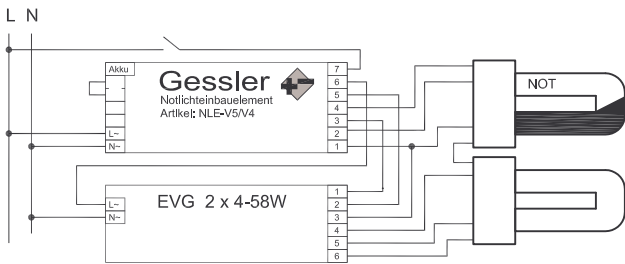 L N
Akku
Gessler
Notlichteinbauelement
Artikel: NLE-V5/V4
L~
N~
7
6
5
4
3
2
1
NOT
EVG 2 x 4-58W
L~
N~
1
2
3
4
5
6